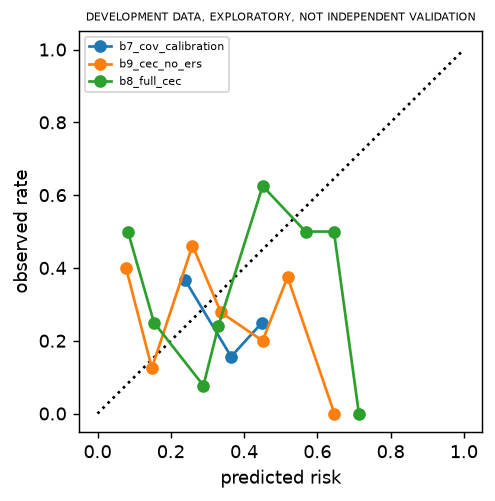 DEVELOPMENT DATA, EXPLORATORY, NOT INDEPENDENT VALIDATION
b7_cov_calibration
b9_cec_no_ers
b8_full_cec
1.0
0.8
0.6
0.4
0.2
0.0
observed rate
0.0 0.2 0.4 0.6 0.8 1.0
predicted risk